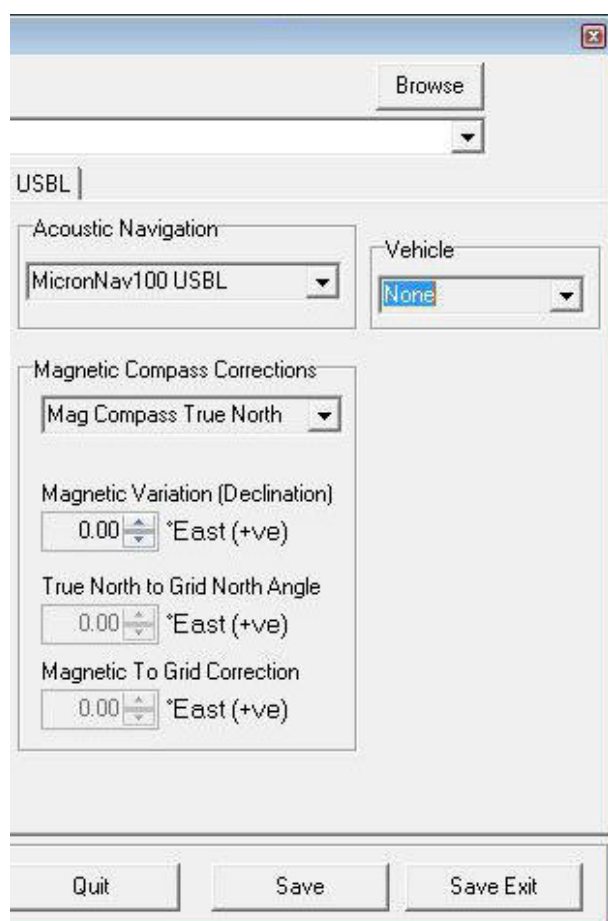 Browse
USBL
Acoustic Navigation
Vehicle
MicronNav100 USBL
None
Magnetic Compass Corrections
Mag Compass True North
Magnetic Variation (Declination)
0.00 °East (+ve)
True North to Grid North Angle
0.00 °East (+ve)
Magnetic To Grid Correction
0.00 °East (+ve)
Quit Save Save Exit